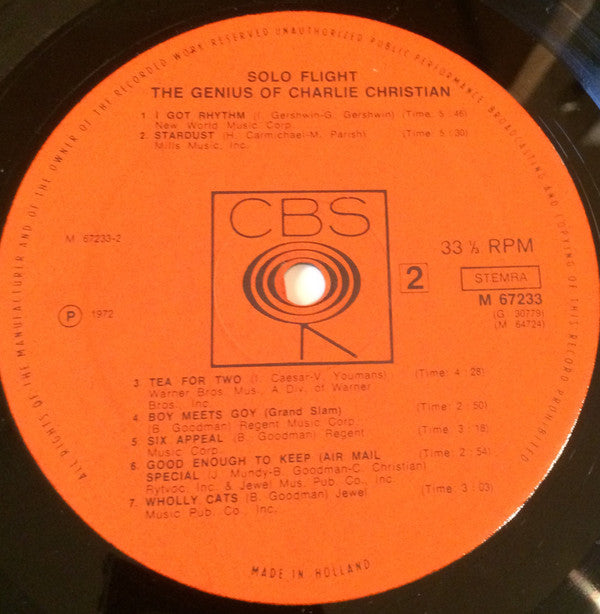 ALL RIGHTS OF THE MANUFACTURER AND OF THE OWNER OF THE RECORDED WORK RESERVED UNAUTHORIZED PUBLIC PERFORMANCE BROADCASTING AND COPYING OF THIS RECORD PROHIBITED
SOLO FLIGHT
THE GENIUS OF CHARLIE CHRISTIAN
1 I GOT RHYTHM (I. Gershwin-G. Gershwin) (Time: 5 : 46)
New World Music Corp.
2 STARDUST (H. Carmichael-M. Parish) (Time: 5 : 30)
Mills Music, Inc.
CBS
M 67233-2
33⅓ RPM
2
STEMRA
M 67233
(G 30779)
(M 64724)
Ⓟ 1972
3 TEA FOR TWO (I. Caesar-V. Youmans) (Time: 4 : 28)
Warner Bros. Mus., A Div. of Warner
Bros., Inc.
4 BOY MEETS GOY (Grand Slam) (Time: 2 : 50)
(B. Goodman) Regent Music Corp.
5 SIX APPEAL (B. Goodman) Regent (Time: 3 : 18)
Music Corp.
6 GOOD ENOUGH TO KEEP (AIR MAIL (Time: 2 : 54)
SPECIAL (J. Mundy-B. Goodman-C. Christian)
Rytvoc, Inc. & Jewel Mus. Pub. Co., Inc.
7 WHOLLY CATS (B. Goodman) Jewel (Time: 3 : 03)
Music Pub. Co., Inc.
MADE IN HOLLAND